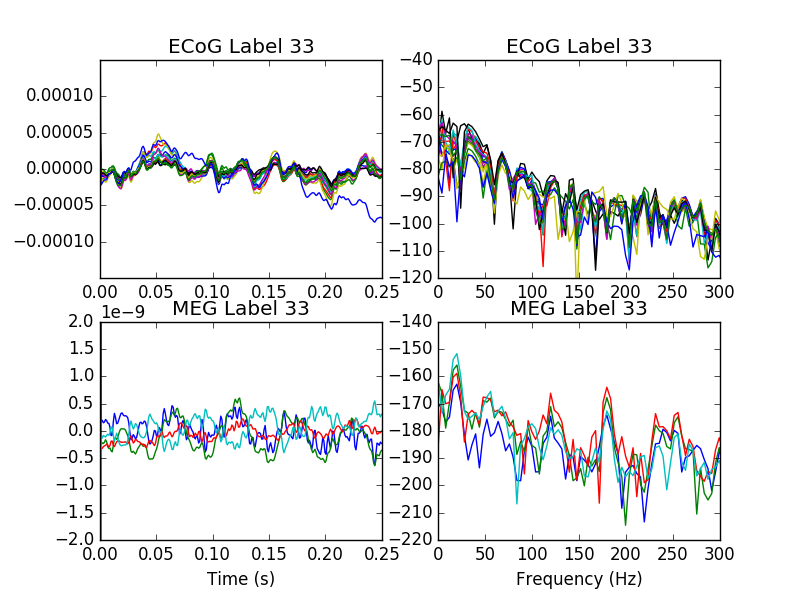 ECoG Label 33
0.00010
0.00005
0.00000
−0.00005
−0.00010
0.00 0.05 0.10 0.15 0.20 0.25
ECoG Label 33
−40
−50
−60
−70
−80
−90
−100
−110
−120
0 50 100 150 200 250 300
1e−9
MEG Label 33
2.0
1.5
1.0
0.5
0.0
−0.5
−1.0
−1.5
−2.0
0.00 0.05 0.10 0.15 0.20 0.25
Time (s)
MEG Label 33
−140
−150
−160
−170
−180
−190
−200
−210
−220
0 50 100 150 200 250 300
Frequency (Hz)